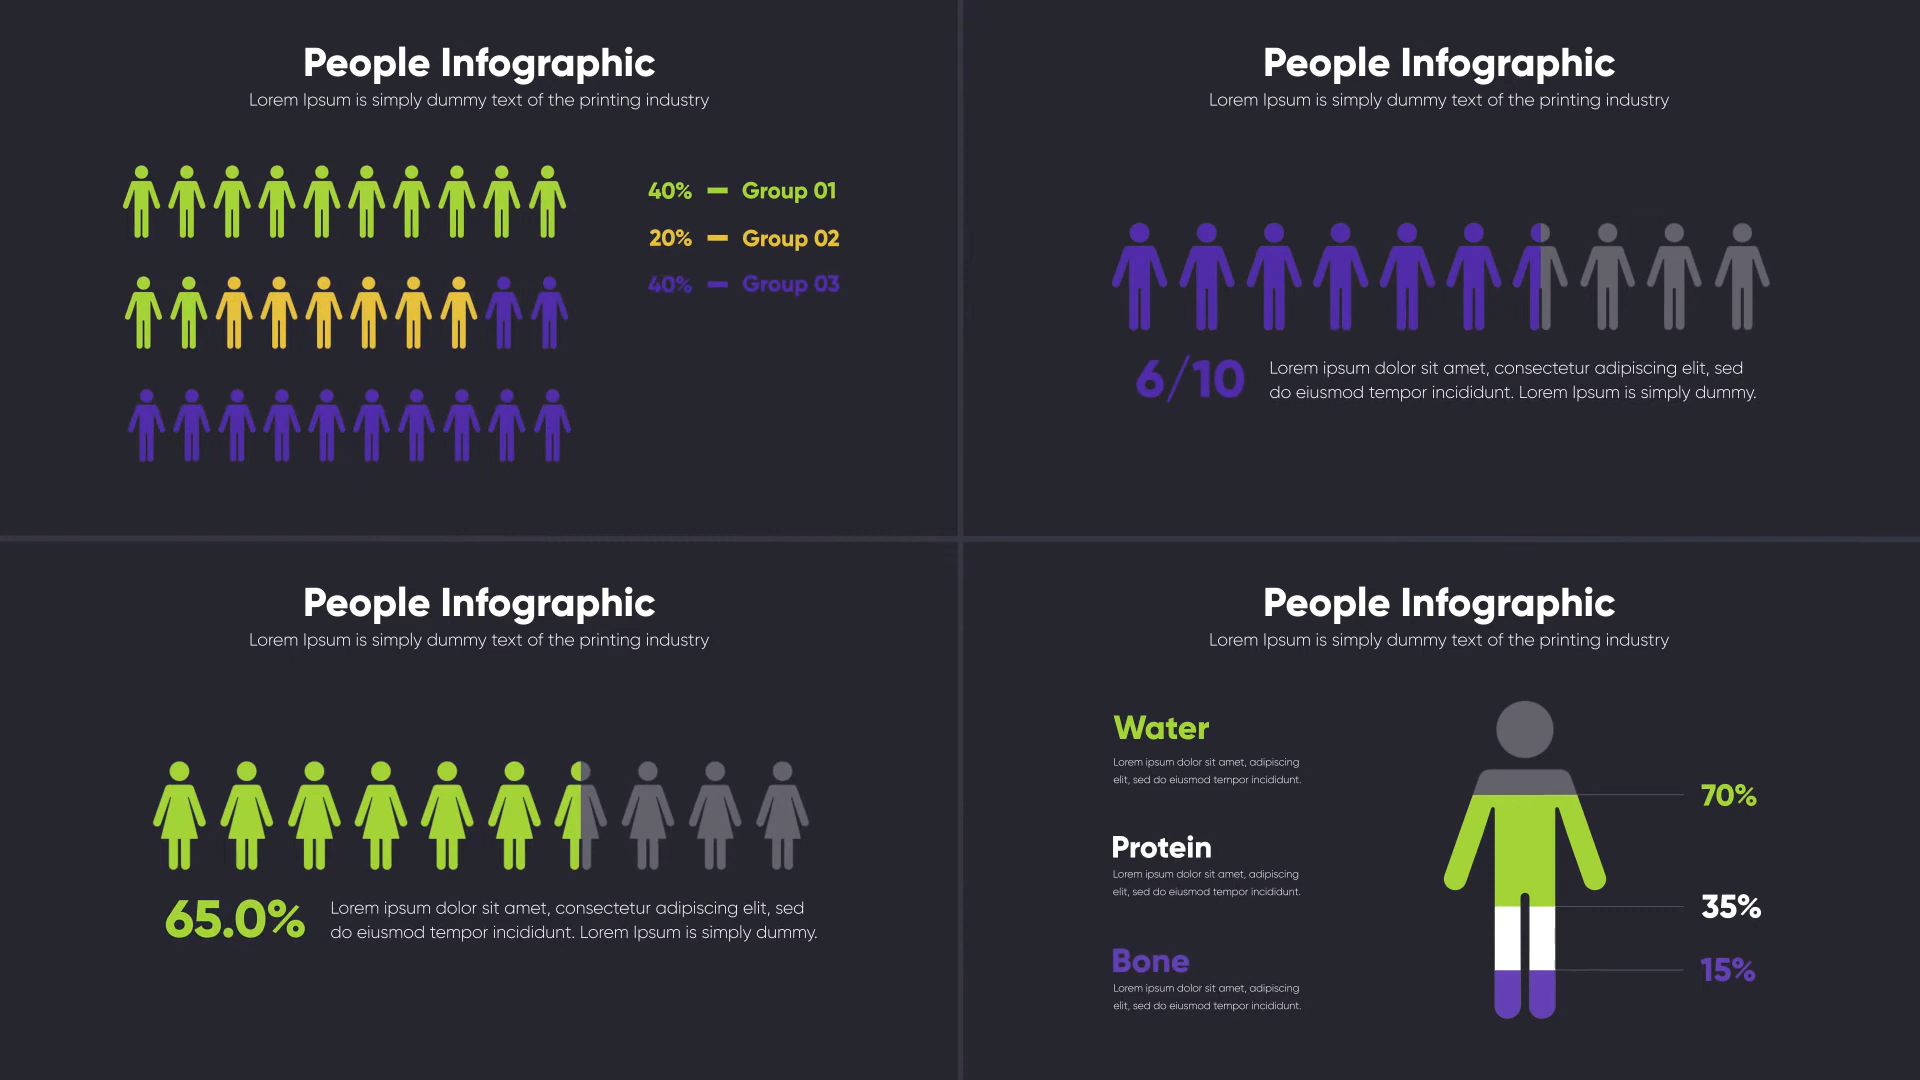 People Infographic
Lorem Ipsum is simply dummy text of the printing industry
40% Group 01
20% Group 02
40% Group 03
People Infographic
Lorem Ipsum is simply dummy text of the printing industry
6/10
Lorem ipsum dolor sit amet, consectetur adipiscing elit, sed
do eiusmod tempor incididunt. Lorem Ipsum is simply dummy.
People Infographic
Lorem Ipsum is simply dummy text of the printing industry
65.0%
Lorem ipsum dolor sit amet, consectetur adipiscing elit, sed
do eiusmod tempor incididunt. Lorem Ipsum is simply dummy.
People Infographic
Lorem Ipsum is simply dummy text of the printing industry
Water
Lorem ipsum dolor sit amet, adipiscing
elit, sed do eiusmod tempor incididunt.
70%
Protein
Lorem ipsum dolor sit amet, adipiscing
elit, sed do eiusmod tempor incididunt.
35%
Bone
Lorem ipsum dolor sit amet, adipiscing
elit, sed do eiusmod tempor incididunt.
15%